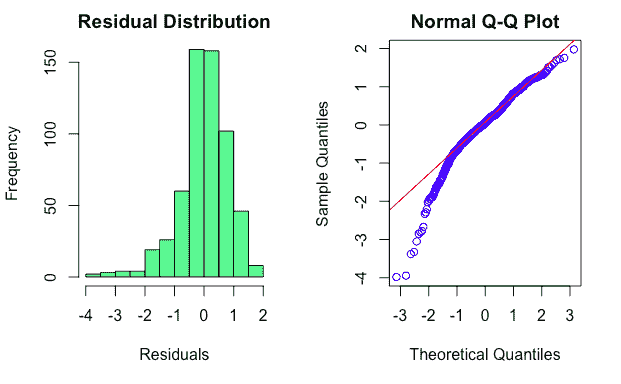 Residual Distribution
Frequency
150
100
50
0
-4 -3 -2 -1 0 1 2
Residuals
Normal Q-Q Plot
Sample Quantiles
2
1
0
-1
-2
-3
-4
-3 -2 -1 0 1 2 3
Theoretical Quantiles